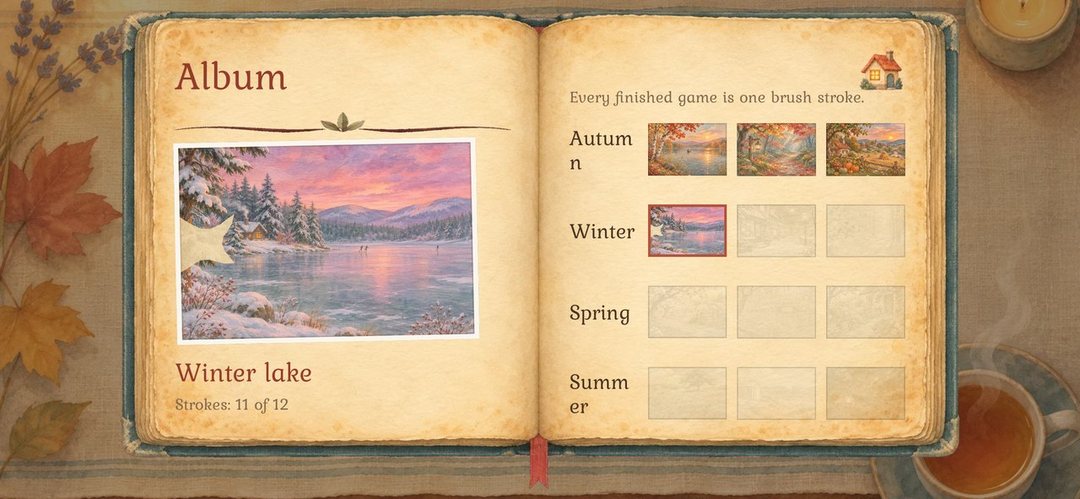 Album
Winter lake
Strokes: 11 of 12
Every finished game is one brush stroke.
Autum
n
Winter
Spring
Summ
er